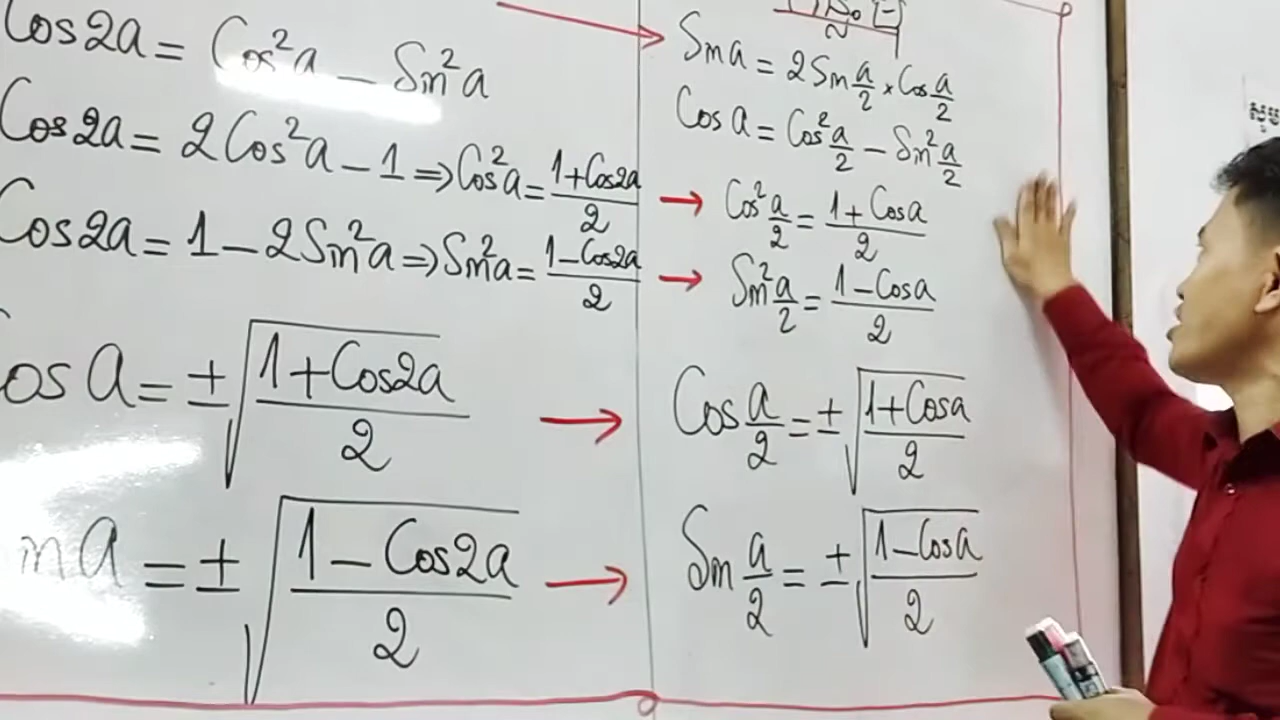 Cos2a = Cos²a - Sin²a
Cos2a = 2Cos²a - 1 ⇒ Cos²a = (1+Cos2a)/2
Cos2a = 1 - 2Sin²a ⇒ Sin²a = (1-Cos2a)/2
os a = ±√((1+Cos2a)/2)
in a = ±√((1-Cos2a)/2)
→ Sin a = 2Sin a/2 × Cos a/2
Cos a = Cos² a/2 - Sin² a/2
→ Cos² a/2 = (1+Cos a)/2
→ Sin² a/2 = (1-Cos a)/2
→ Cos a/2 = ±√((1+Cos a)/2)
→ Sin a/2 = ±√((1-Cos a)/2)